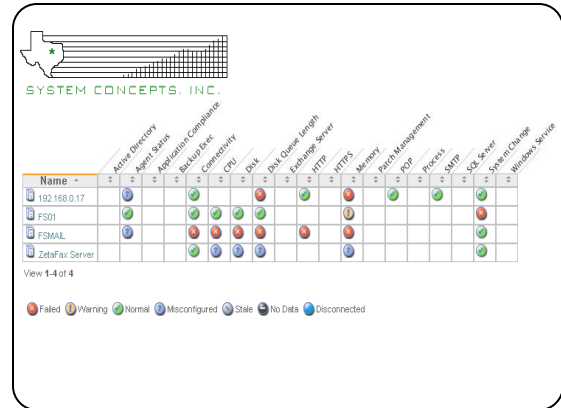 SYSTEM CONCEPTS. INC.
Active Directory
Agent Status
Application Compliance
Backup Exec
Connectivity
CPU
Disk
Disk Queue Length
Exchange Server
HTTP
HTTPS
Memory
Patch Management
POP
Process
SMTP
SQL Server
System Change
Windows Service
Name
192.168.0.17
FS01
FSMAIL
ZetaFax Server
View 1-4 of 4
Failed Warning Normal Misconfigured Stale No Data Disconnected